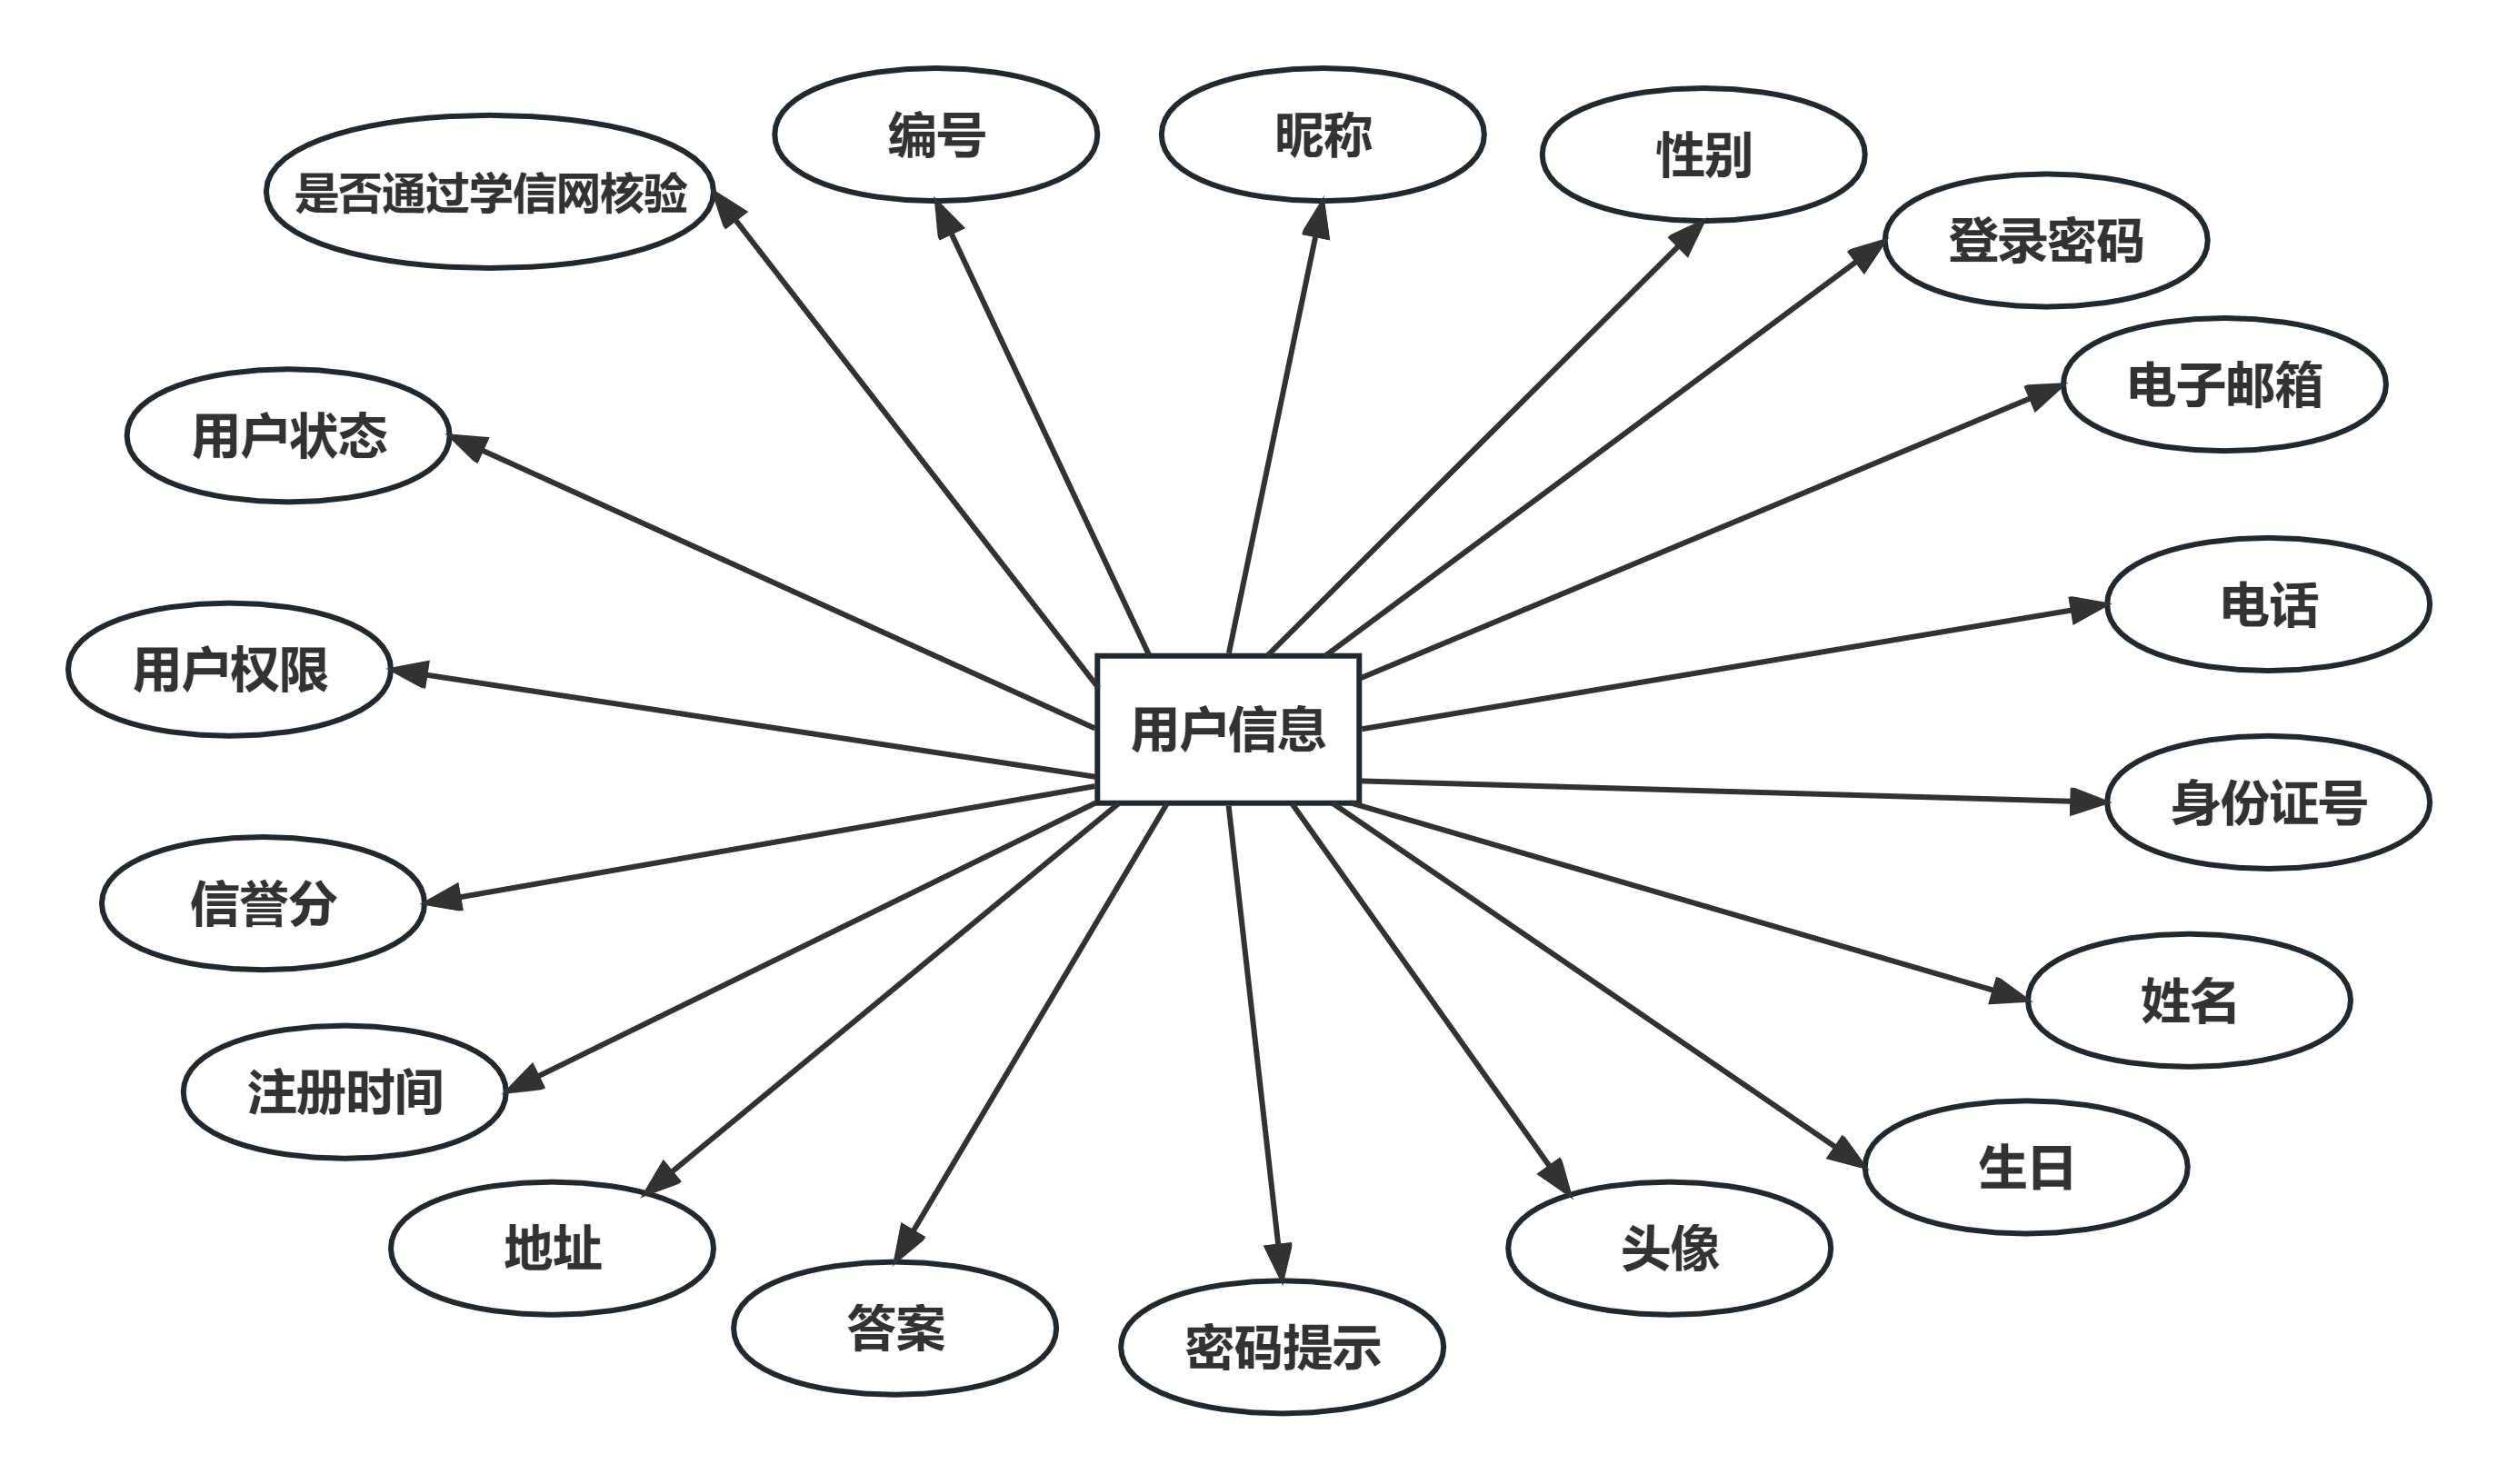 编号
昵称
性别
是否通过学信网核验
登录密码
电子邮箱
用户状态
电话
用户权限
用户信息
身份证号
信誉分
姓名
注册时间
生日
地址
头像
答案
密码提示